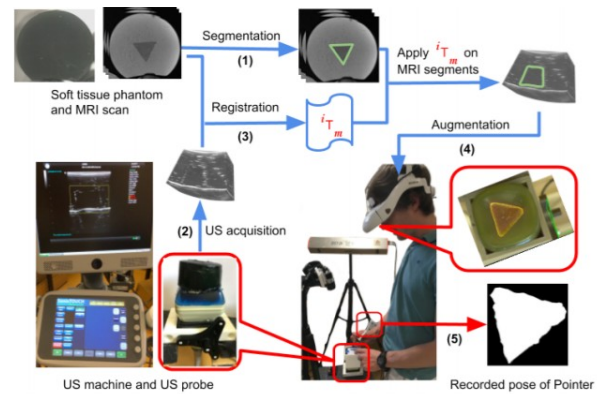 Segmentation
(1)
Soft tissue phantom
and MRI scan
Registration
(3)
iTm
Apply iTm on
MRI segments
Augmentation
(4)
(2)
US acquisition
(5)
US machine and US probe
Recorded pose of Pointer